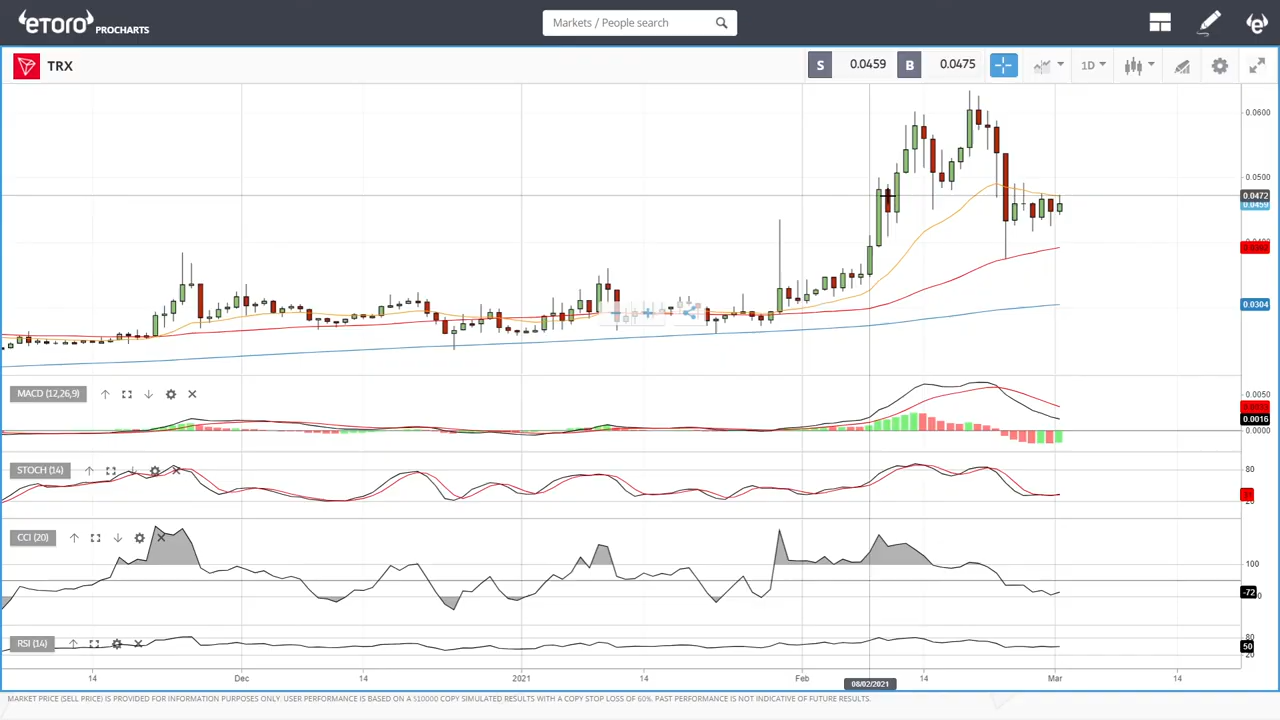 eToro PROCHARTS
Markets / People search
TRX
S 0.0459 B 0.0475
1D
0.0600
0.0500
0.0472
0.0459
0.0304
MACD (12,26,9)
0.0050
0.0016
0.0000
STOCH (14)
80
CCI (20)
100
-72
RSI (14)
80
50
20
14 Dec 14 2021 14 Feb 08/02/2021 14 Mar 14
MARKET PRICE (SELL PRICE) IS PROVIDED FOR INFORMATION PURPOSES ONLY. USER PERFORMANCE IS BASED ON A $10000 COPY SIMULATED RESULTS WITH A COPY STOP LOSS OF 60%. PAST PERFORMANCE IS NOT INDICATIVE OF FUTURE RESULTS.